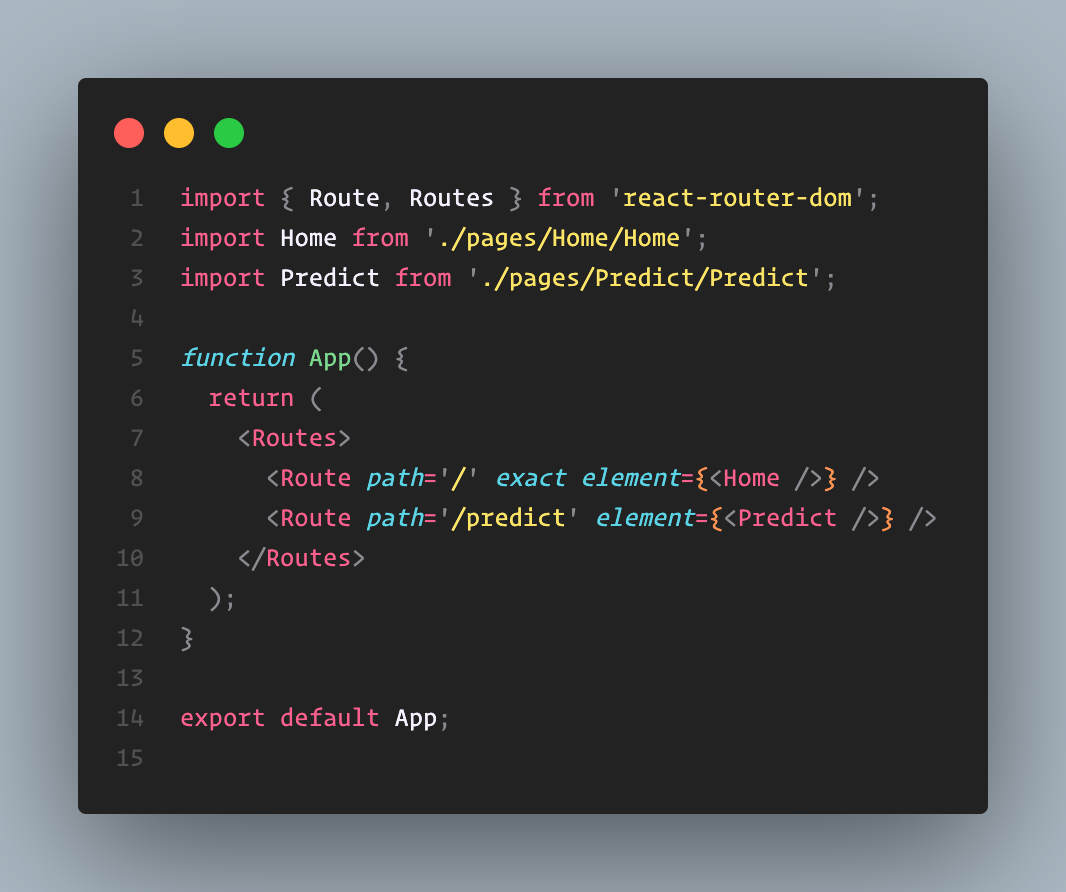 1 import { Route, Routes } from 'react-router-dom';
2 import Home from './pages/Home/Home';
3 import Predict from './pages/Predict/Predict';
4
5 function App() {
6   return (
7     <Routes>
8       <Route path='/' exact element={<Home />} />
9       <Route path='/predict' element={<Predict />} />
10     </Routes>
11   );
12 }
13
14 export default App;
15